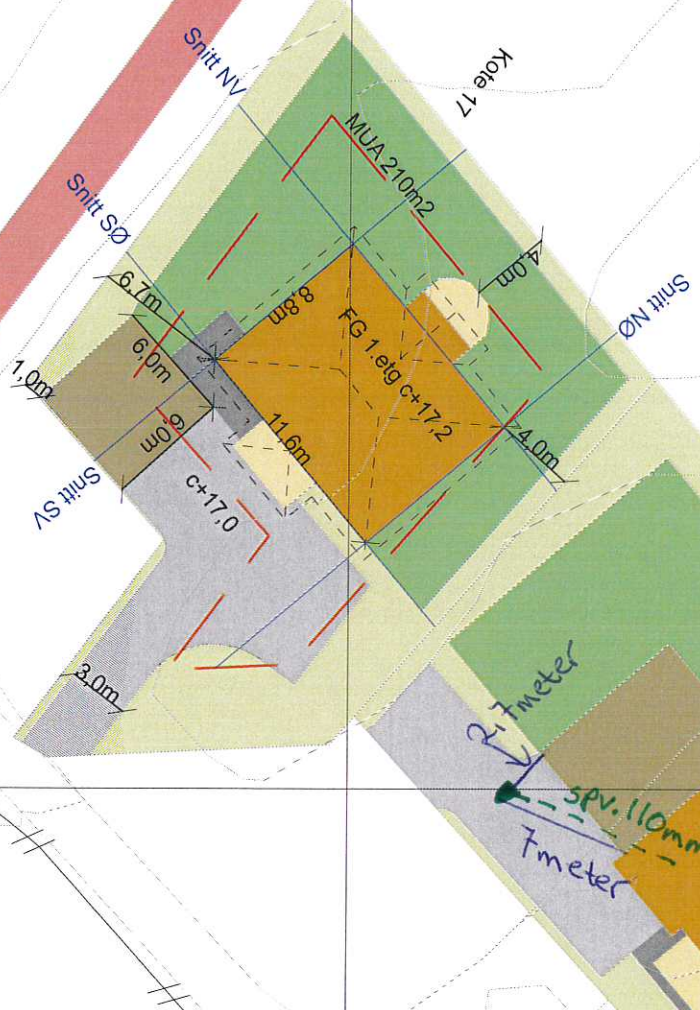 Snitt NV
Kote 17
MUA 210m2
Snitt SØ
4,0m
6,7m
Snitt NØ
8,8m
FG 1.etg c+17,2
6,0m
1,0m
6,0m
11,6m
4,0m
Snitt SV
c+17,0
3,0m
2,7meter
spv. 110mm
7meter